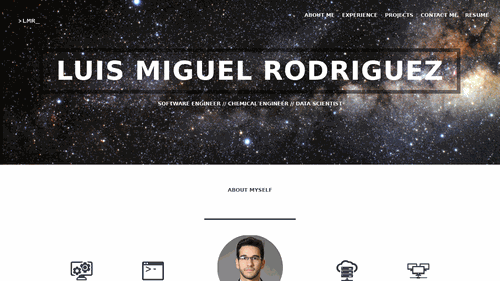 >LMR_
ABOUT ME . EXPERIENCE . PROJECTS . CONTACT ME . RESUME
LUIS MIGUEL RODRIGUEZ
SOFTWARE ENGINEER // CHEMICAL ENGINEER // DATA SCIENTIST
ABOUT MYSELF